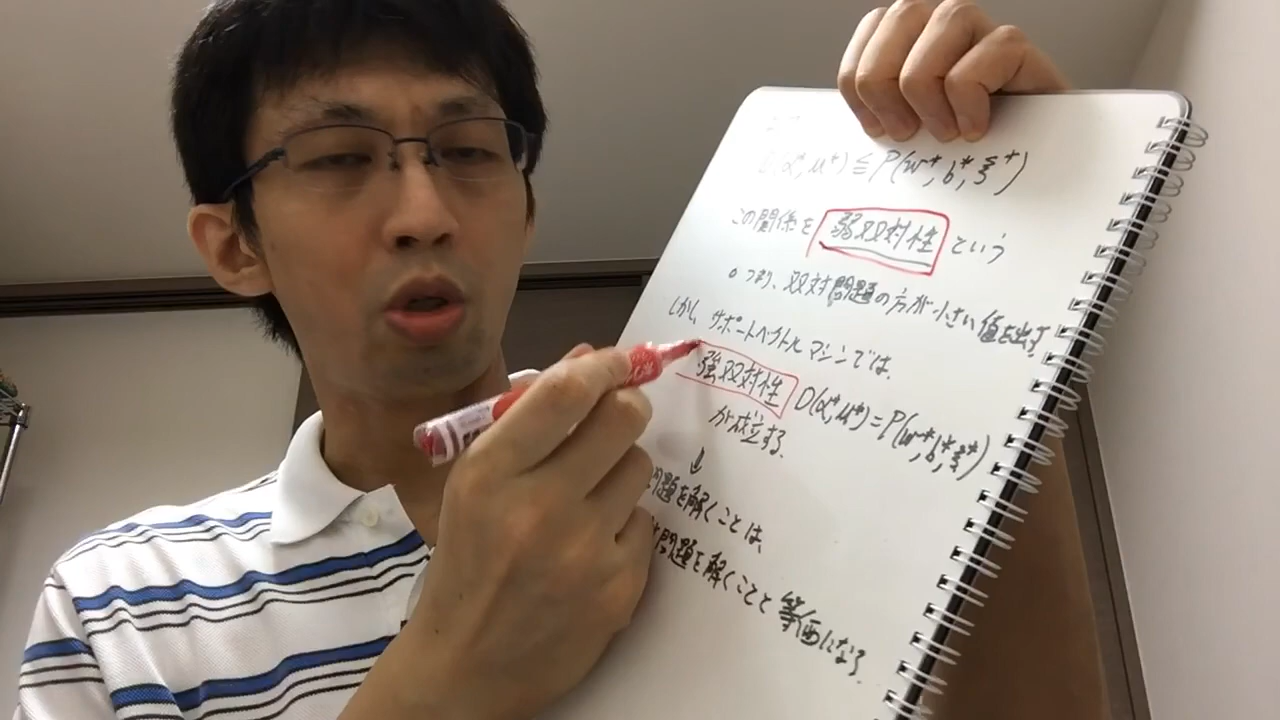 D(α*,μ*) ≦ P(w*,b*,ξ*)
この関係を 弱双対性 という
。つまり、双対問題の方が小さい値を出す。
しかし、サポートベクトルマシンでは、
強双対性 D(α*,μ*) = P(w*,b*,ξ*)
が成立する。
↓
問題を解くことは、
問題を解くことと等価になる。